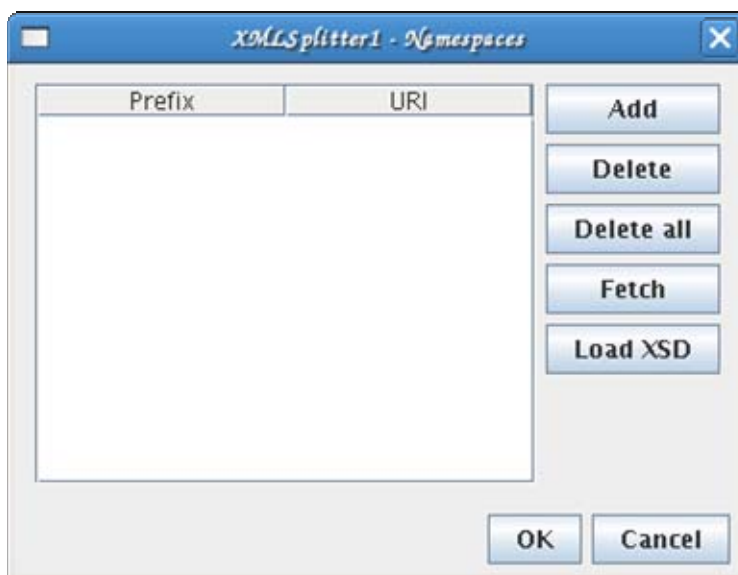 XMLSplitter1 - Namespaces
Prefix URI
Add
Delete
Delete all
Fetch
Load XSD
OK Cancel